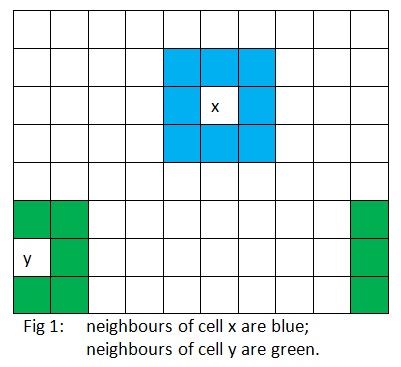 x
y
Fig 1: neighbours of cell x are blue;
neighbours of cell y are green.